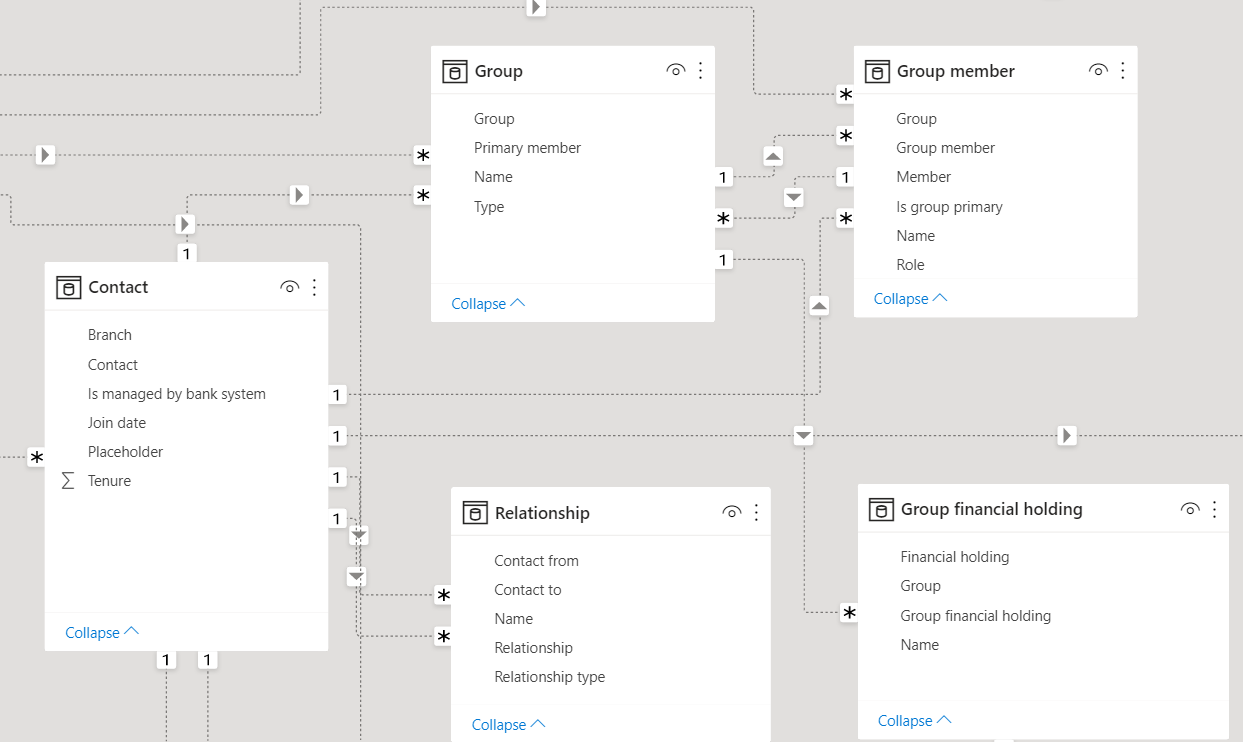 Group
Group
Primary member
Name
Type
Collapse
Group member
Group
Group member
Member
Is group primary
Name
Role
Collapse
Contact
Branch
Contact
Is managed by bank system
Join date
Placeholder
Σ Tenure
Collapse
Relationship
Contact from
Contact to
Name
Relationship
Relationship type
Collapse
Group financial holding
Financial holding
Group
Group financial holding
Name
Collapse
*
*
1
*
1
*
*
1
*
1
*
1
1
1
1
1
1
*
*
*